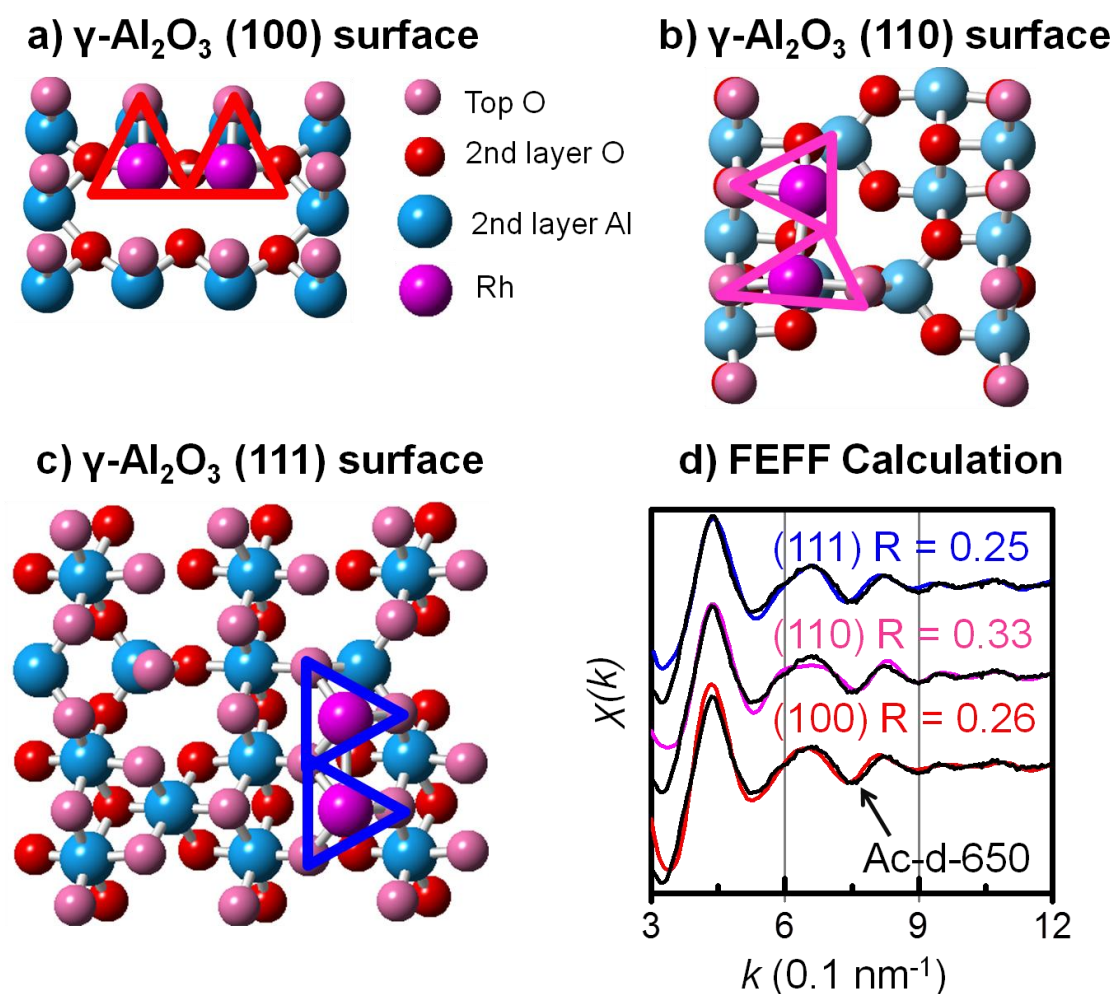 a) γ-Al₂O₃ (100) surface
b) γ-Al₂O₃ (110) surface
Top O
2nd layer O
2nd layer Al
Rh
c) γ-Al₂O₃ (111) surface
d) FEFF Calculation
(111) R = 0.25
(110) R = 0.33
(100) R = 0.26
Ac-d-650
χ(k)
3 6 9 12
k (0.1 nm⁻¹)